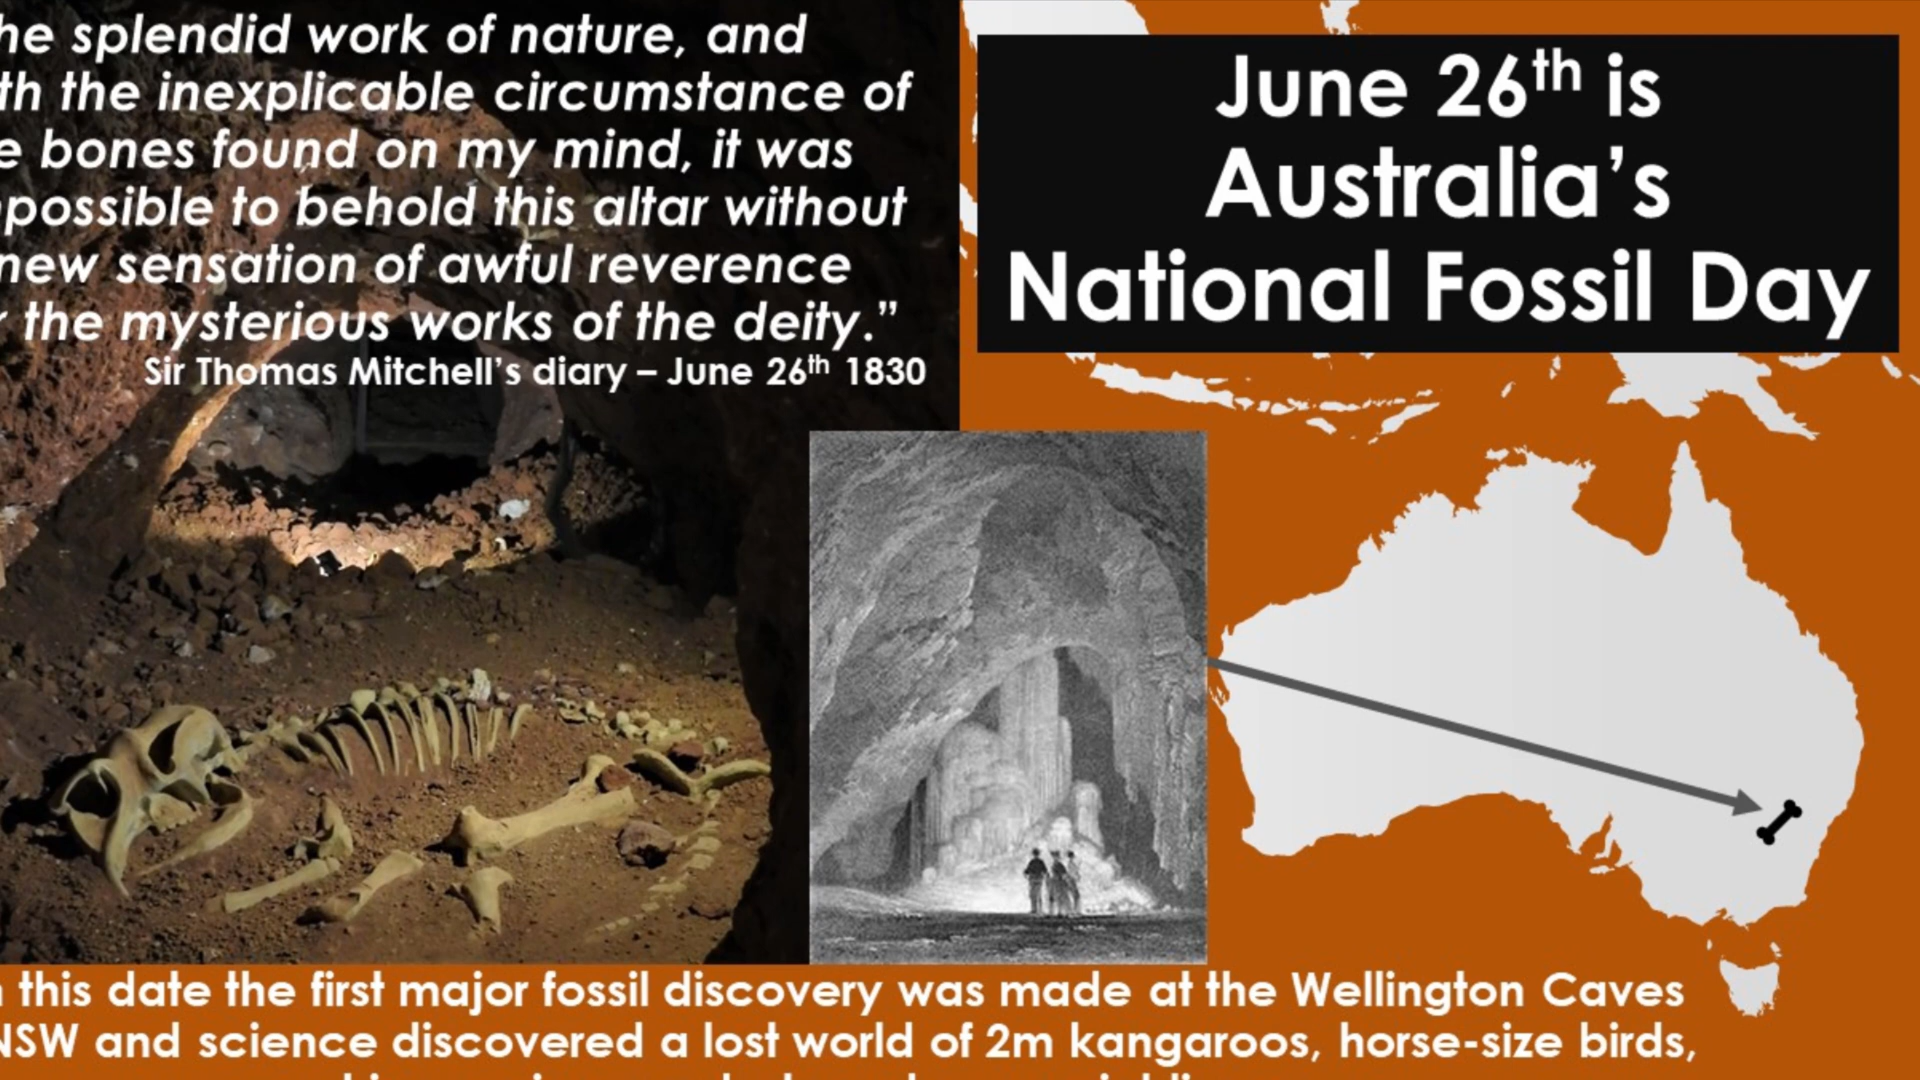 he splendid work of nature, and
th the inexplicable circumstance of
e bones found on my mind, it was
possible to behold this altar without
new sensation of awful reverence
r the mysterious works of the deity.”
Sir Thomas Mitchell’s diary – June 26th 1830
June 26th is
Australia’s
National Fossil Day
this date the first major fossil discovery was made at the Wellington Caves
NSW and science discovered a lost world of 2m kangaroos, horse-size birds,